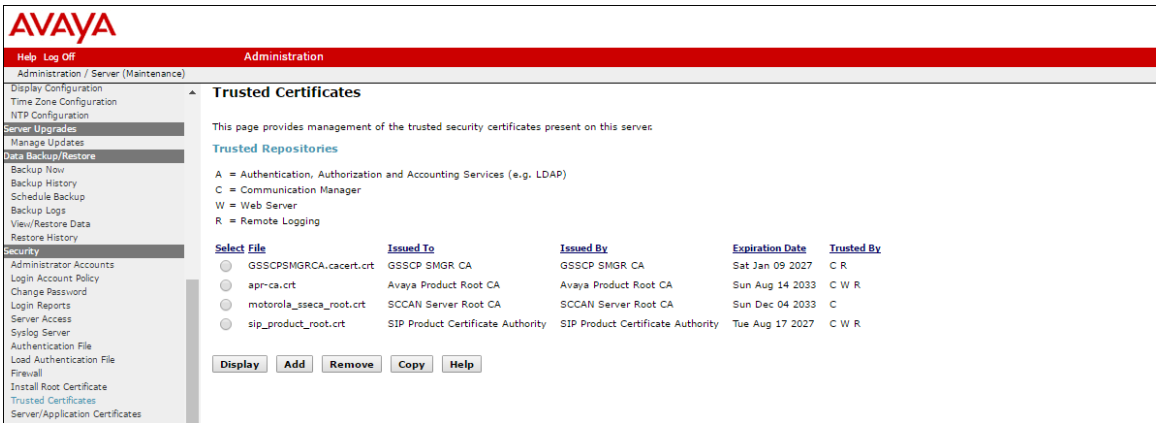 AVAYA
Help Log Off Administration
Administration / Server (Maintenance)
Display Configuration
Time Zone Configuration
NTP Configuration
Server Upgrades
Manage Updates
Data Backup/Restore
Backup Now
Backup History
Schedule Backup
Backup Logs
View/Restore Data
Restore History
Security
Administrator Accounts
Login Account Policy
Change Password
Login Reports
Server Access
Syslog Server
Authentication File
Load Authentication File
Firewall
Install Root Certificate
Trusted Certificates
Server/Application Certificates
Trusted Certificates
This page provides management of the trusted security certificates present on this server.
Trusted Repositories
A = Authentication, Authorization and Accounting Services (e.g. LDAP)
C = Communication Manager
W = Web Server
R = Remote Logging
Select File Issued To Issued By Expiration Date Trusted By
GSSCPSMGRCA.cacert.crt GSSCP SMGR CA GSSCP SMGR CA Sat Jan 09 2027 C R
apr-ca.crt Avaya Product Root CA Avaya Product Root CA Sun Aug 14 2033 C W R
motorola_sseca_root.crt SCCAN Server Root CA SCCAN Server Root CA Sun Dec 04 2033 C
sip_product_root.crt SIP Product Certificate Authority SIP Product Certificate Authority Tue Aug 17 2027 C W R
Display Add Remove Copy Help